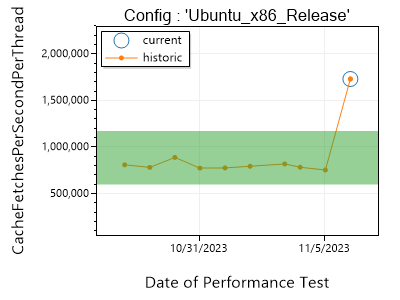 Config : 'Ubuntu_x86_Release'
current
historic
CacheFetchesPerSecondPerThread
2,000,000
1,500,000
1,000,000
500,000
10/31/2023
11/5/2023
Date of Performance Test